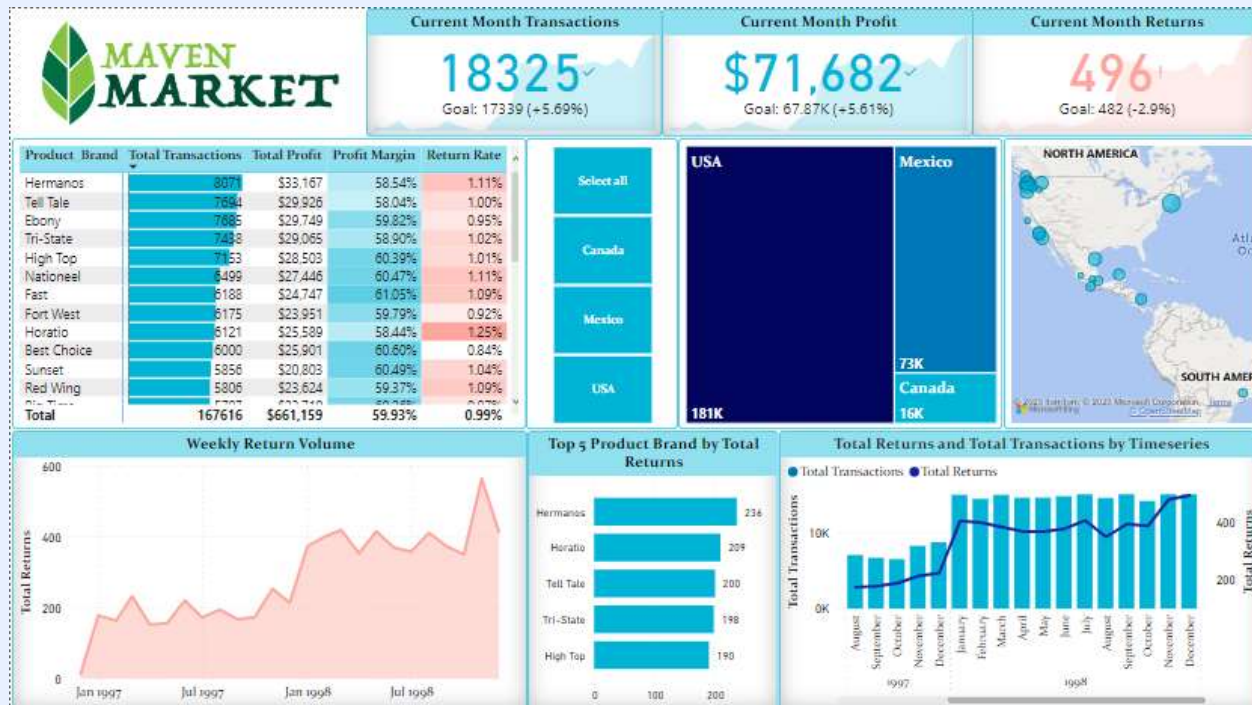 MAVEN
MARKET
Current Month Transactions
18325
Goal: 17339 (+5.69%)
Current Month Profit
$71,682
Goal: 67.87K (+5.61%)
Current Month Returns
496!
Goal: 482 (-2.9%)
Product Brand Total Transactions Total Profit Profit Margin Return Rate
Hermanos 8071 $33,167 58.54% 1.11%
Tell Tale 7694 $29,926 58.04% 1.00%
Ebony 7685 $29,749 59.82% 0.95%
Tri-State 7438 $29,065 58.90% 1.02%
High Top 7153 $28,503 60.39% 1.01%
Nationeel 6499 $27,446 60.47% 1.11%
Fast 6188 $24,747 61.05% 1.09%
Fort West 6175 $23,951 59.79% 0.92%
Horatio 6121 $25,589 58.44% 1.25%
Best Choice 6000 $25,901 60.60% 0.84%
Sunset 5856 $20,803 60.49% 1.04%
Red Wing 5806 $23,624 59.37% 1.09%
Total 167616 $661,159 59.93% 0.99%
Select all
Canada
Mexico
USA
USA
181K
Mexico
73K
Canada
16K
NORTH AMERICA
Atl
Oc
SOUTH AMER
Microsoft Bing
© OpenStreetMap
Weekly Return Volume
Total Returns
600
400
200
0
Jan 1997 Jul 1997 Jan 1998 Jul 1998
Top 5 Product Brand by Total
Returns
Hermanos 236
Horatio 209
Tell Tale 200
Tri-State 198
High Top 190
0 100 200
Total Returns and Total Transactions by Timeseries
Total Transactions Total Returns
Total Transactions
10K
0K
400
200
Total Returns
August
September
October
November
December
January
February
March
April
May
June
July
August
September
October
November
December
1997 1998